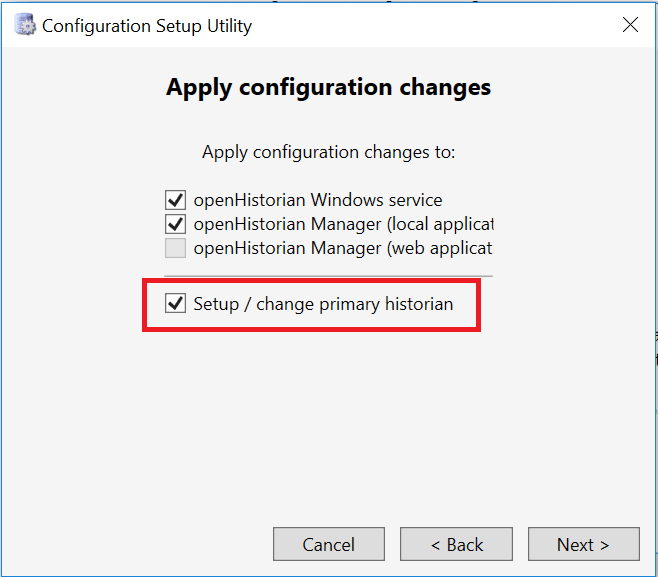 Configuration Setup Utility
Apply configuration changes
Apply configuration changes to:
openHistorian Windows service
openHistorian Manager (local applicat
openHistorian Manager (web applicat
Setup / change primary historian
Cancel
< Back
Next >